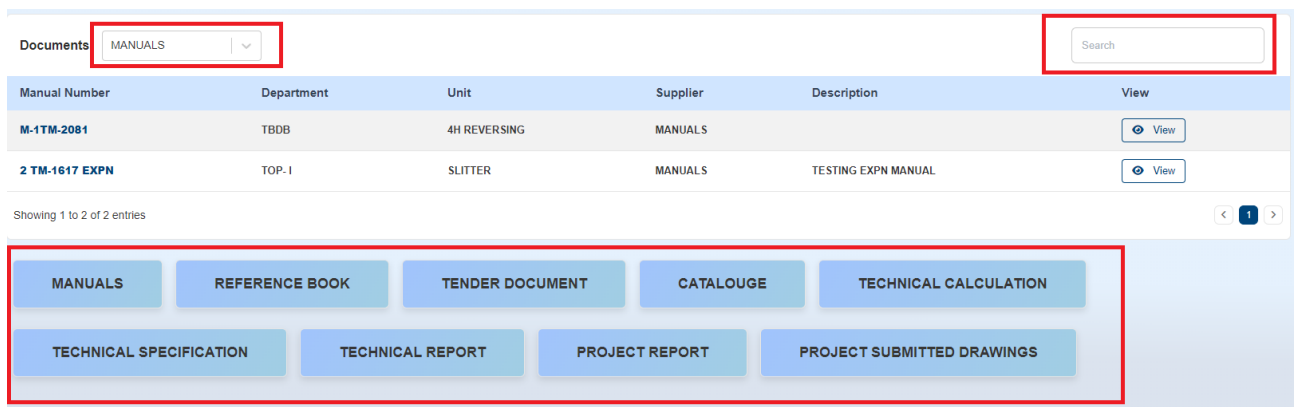 Documents MANUALS Search
Manual Number Department Unit Supplier Description View
M-1TM-2081 TBDB 4H REVERSING MANUALS View
2 TM-1617 EXPN TOP- I SLITTER MANUALS TESTING EXPN MANUAL View
Showing 1 to 2 of 2 entries < 1 >
MANUALS REFERENCE BOOK TENDER DOCUMENT CATALOUGE TECHNICAL CALCULATION
TECHNICAL SPECIFICATION TECHNICAL REPORT PROJECT REPORT PROJECT SUBMITTED DRAWINGS